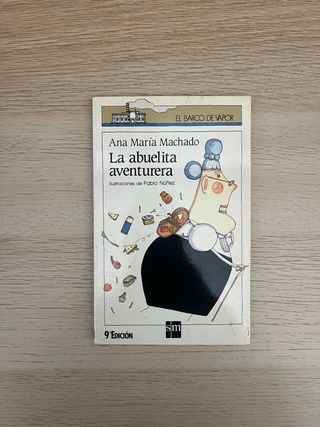 EL BARCO DE VAPOR
Ana María Machado
La abuelita
aventurera
Ilustraciones de Pablo Núñez
9ª EDICIÓN
sm